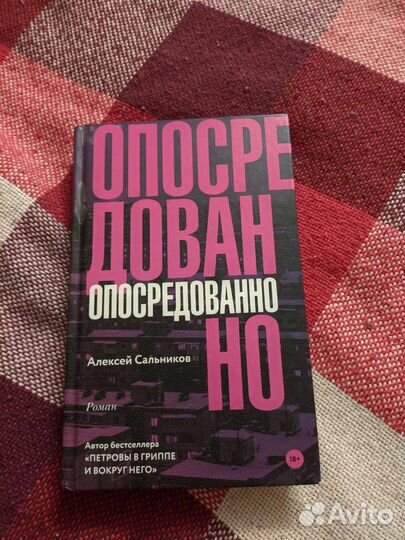 ОПОСРЕ
ДОВАН
ОПОСРЕДОВАННО
НО
Алексей Сальников
Роман
Автор бестселлера
«ПЕТРОВЫ В ГРИППЕ
И ВОКРУГ НЕГО»
18+
Avito